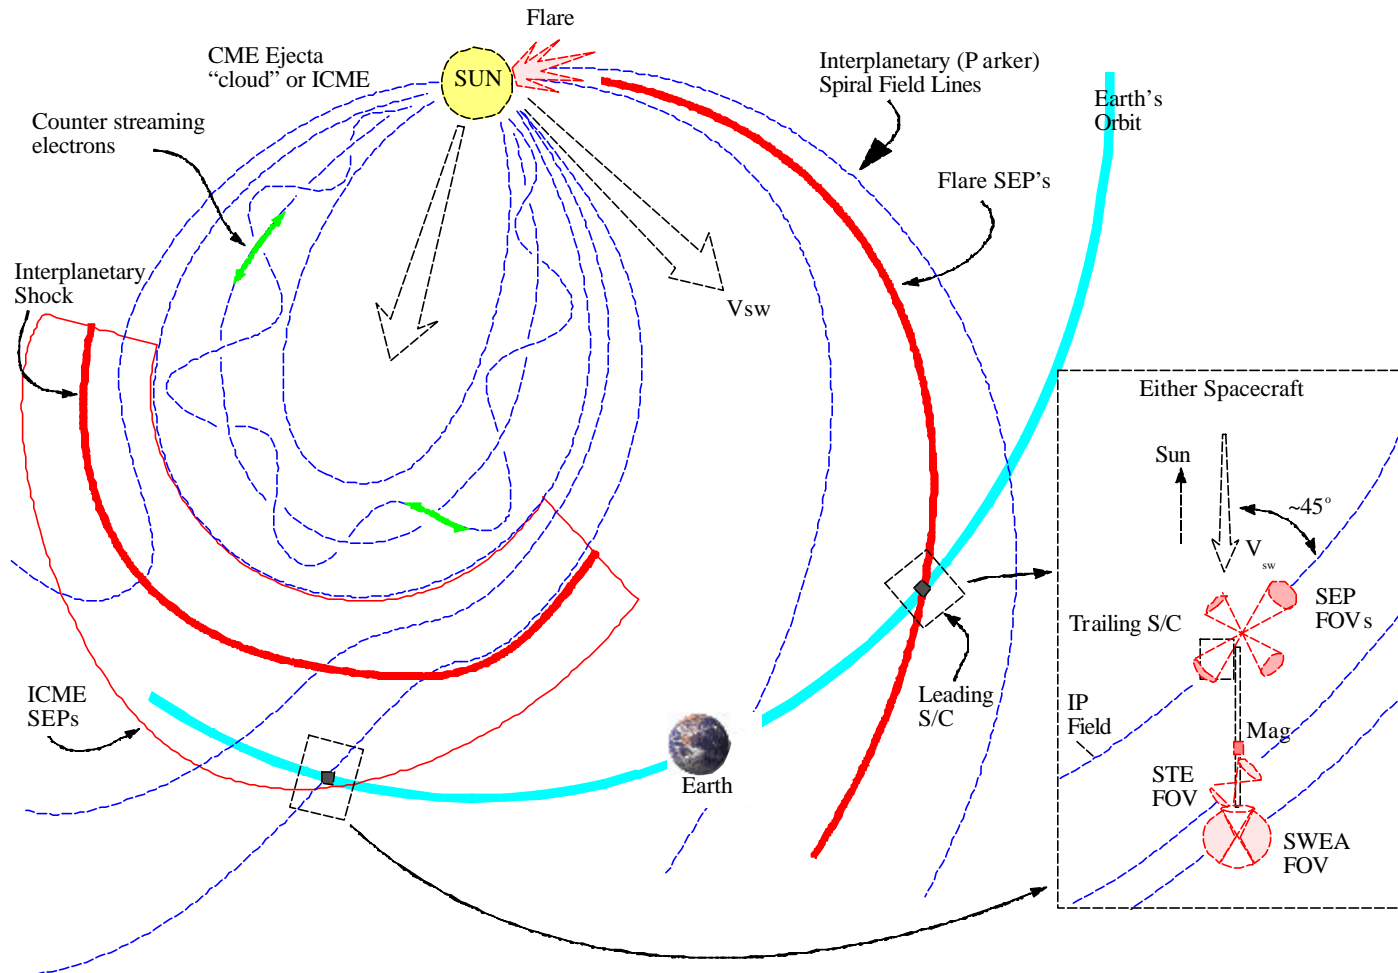 Flare
CME Ejecta
“cloud” or ICME
SUN
Interplanetary (P arker)
Spiral Field Lines
Earth's
Orbit
Counter streaming
electrons
Flare SEP's
Interplanetary
Shock
Vsw
Either Spacecraft
Sun
~45°
V
sw
SEP
FOVs
Trailing S/C
ICME
SEPs
Leading
S/C
IP
Field
Mag
Earth
STE
FOV
SWEA
FOV